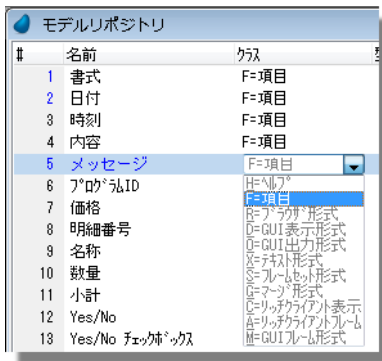 モデルリポジトリ
# 名前 クラス
1 書式 F=項目
2 日付 F=項目
3 時刻 F=項目
4 内容 F=項目
5 メッセージ F=項目
6 ﾌﾟﾛｸﾞﾗﾑID H=ﾍﾙﾌﾟ
7 価格 F=項目
B=ﾌﾞﾗｳｻﾞ形式
8 明細番号 D=GUI表示形式
9 名称 O=GUI出力形式
X=ﾃｷｽﾄ形式
10 数量 S=ﾌﾚｰﾑｾｯﾄ形式
11 小計 G=ﾏｰｼﾞ形式
C=ﾘｯﾁｸﾗｲｱﾝﾄ表示
12 Yes/No A=ﾘｯﾁｸﾗｲｱﾝﾄﾌﾚｰﾑ
13 Yes/No ﾁｪｯｸﾎﾞｯｸｽ M=GUIﾌﾚｰﾑ形式